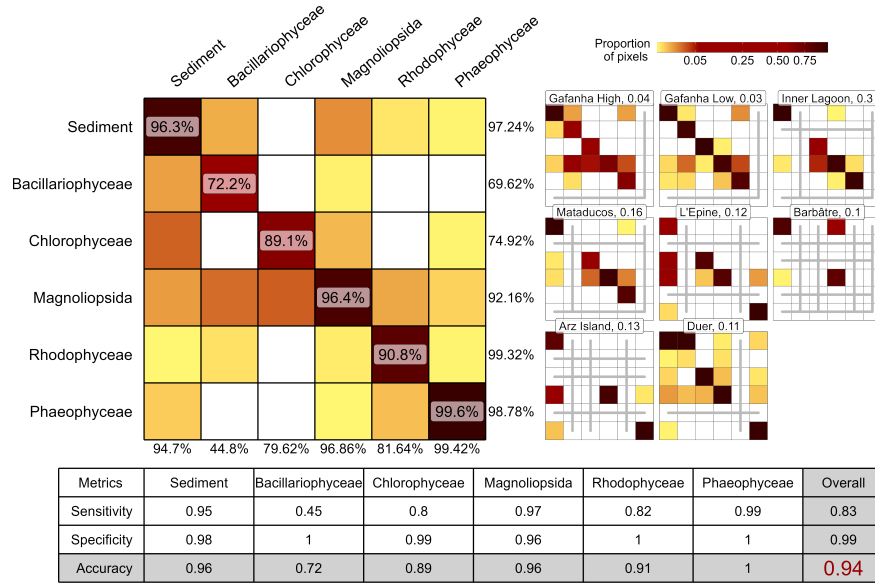 Sediment
Bacillariophyceae
Chlorophyceae
Magnoliopsida
Rhodophyceae
Phaeophyceae
Proportion
of pixels
0.05 0.25 0.50 0.75
Sediment 96.3% 97.24%
Bacillariophyceae 72.2% 69.62%
Chlorophyceae 89.1% 74.92%
Magnoliopsida 96.4% 92.16%
Rhodophyceae 90.8% 99.32%
Phaeophyceae 99.6% 98.78%
94.7% 44.8% 79.62% 96.86% 81.64% 99.42%
Gafanha High, 0.04 Gafanha Low, 0.03 Inner Lagoon, 0.3
Mataducos, 0.16 L'Epine, 0.12 Barbâtre, 0.1
Arz Island, 0.13 Duer, 0.11
Metrics Sediment Bacillariophyceae Chlorophyceae Magnoliopsida Rhodophyceae Phaeophyceae Overall
Sensitivity 0.95 0.45 0.8 0.97 0.82 0.99 0.83
Specificity 0.98 1 0.99 0.96 1 1 0.99
Accuracy 0.96 0.72 0.89 0.96 0.91 1 0.94